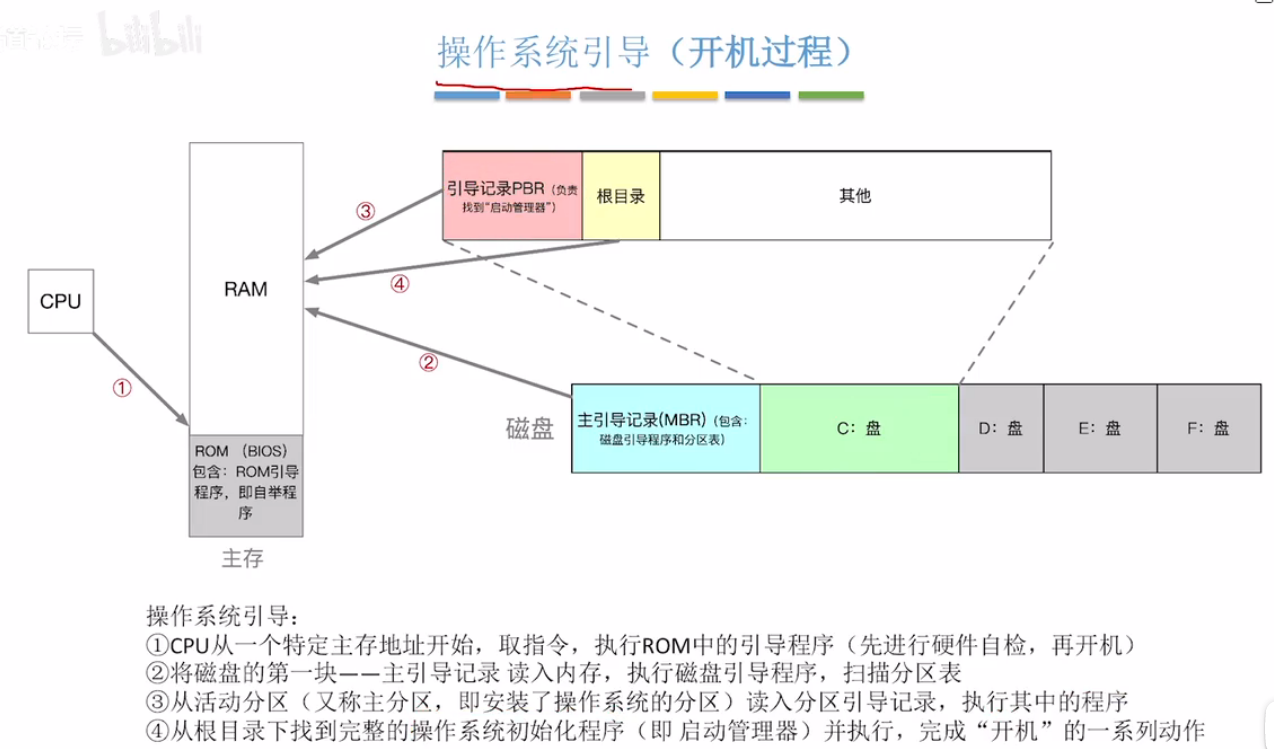 bilibili
操作系统引导（开机过程）
引导记录PBR（负责
找到“启动管理器”）
根目录
其他
③
④
RAM
CPU
②
①
主引导记录(MBR)（包含：
磁盘引导程序和分区表）
磁盘
C：盘
D：盘
E：盘
F：盘
ROM （BIOS）
包含：ROM引导
程序，即自举程
序
主存
操作系统引导：
①CPU从一个特定主存地址开始，取指令，执行ROM中的引导程序（先进行硬件自检，再开机）
②将磁盘的第一块——主引导记录 读入内存，执行磁盘引导程序，扫描分区表
③从活动分区（又称主分区，即安装了操作系统的分区）读入分区引导记录，执行其中的程序
④从根目录下找到完整的操作系统初始化程序（即 启动管理器）并执行，完成“开机”的一系列动作